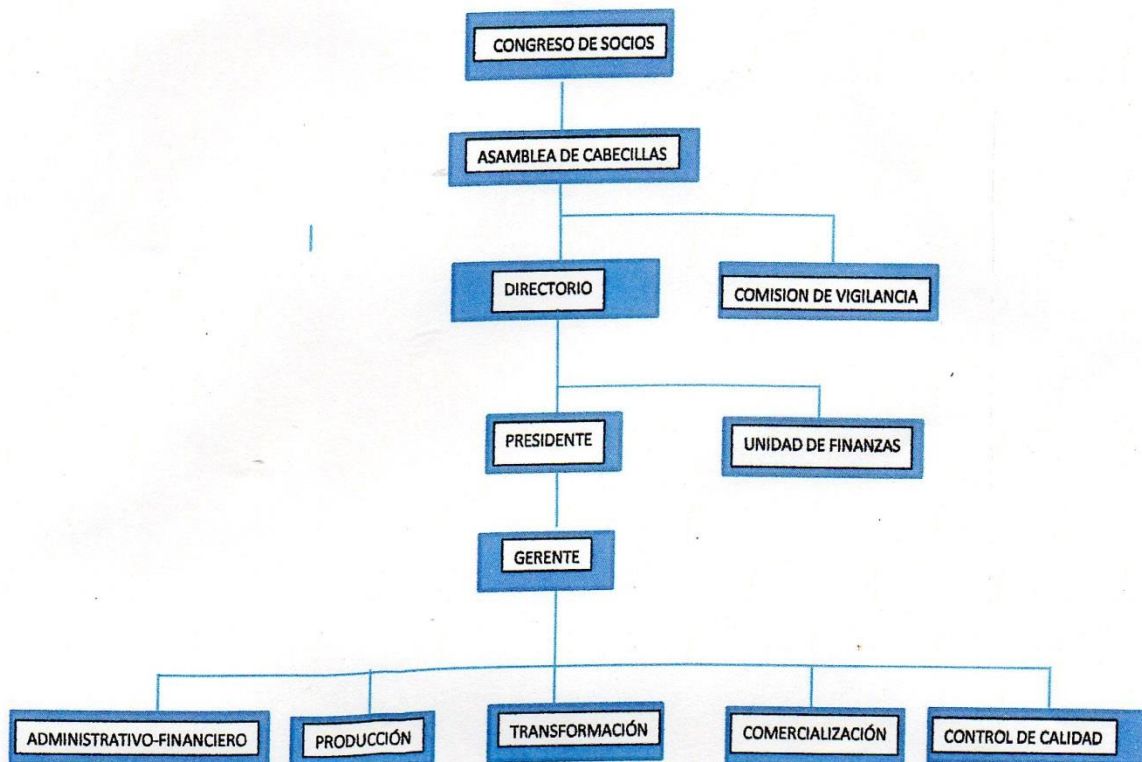 CONGRESO DE SOCIOS
ASAMBLEA DE CABECILLAS
DIRECTORIO
COMISION DE VIGILANCIA
PRESIDENTE
UNIDAD DE FINANZAS
GERENTE
ADMINISTRATIVO-FINANCIERO
PRODUCCIÓN
TRANSFORMACIÓN
COMERCIALIZACIÓN
CONTROL DE CALIDAD